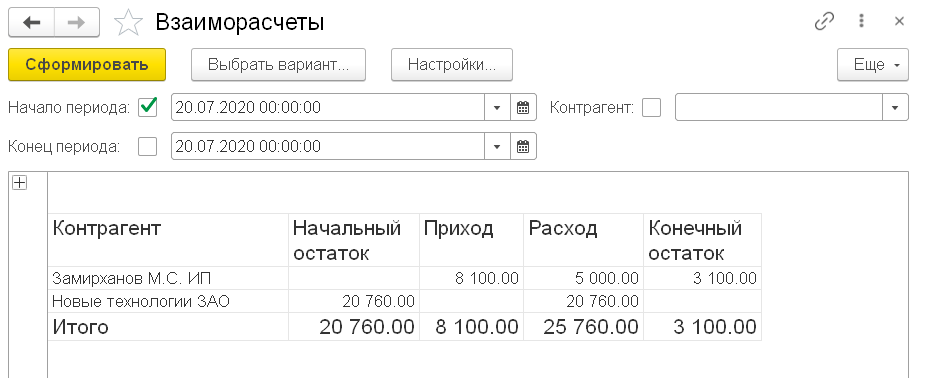 Взаиморасчеты
Сформировать Выбрать вариант... Настройки... Еще
Начало периода: 20.07.2020 00:00:00 Контрагент:
Конец периода: 20.07.2020 00:00:00
Контрагент Начальный остаток Приход Расход Конечный остаток
Замирханов М.С. ИП 8 100.00 5 000.00 3 100.00
Новые технологии ЗАО 20 760.00 20 760.00
Итого 20 760.00 8 100.00 25 760.00 3 100.00